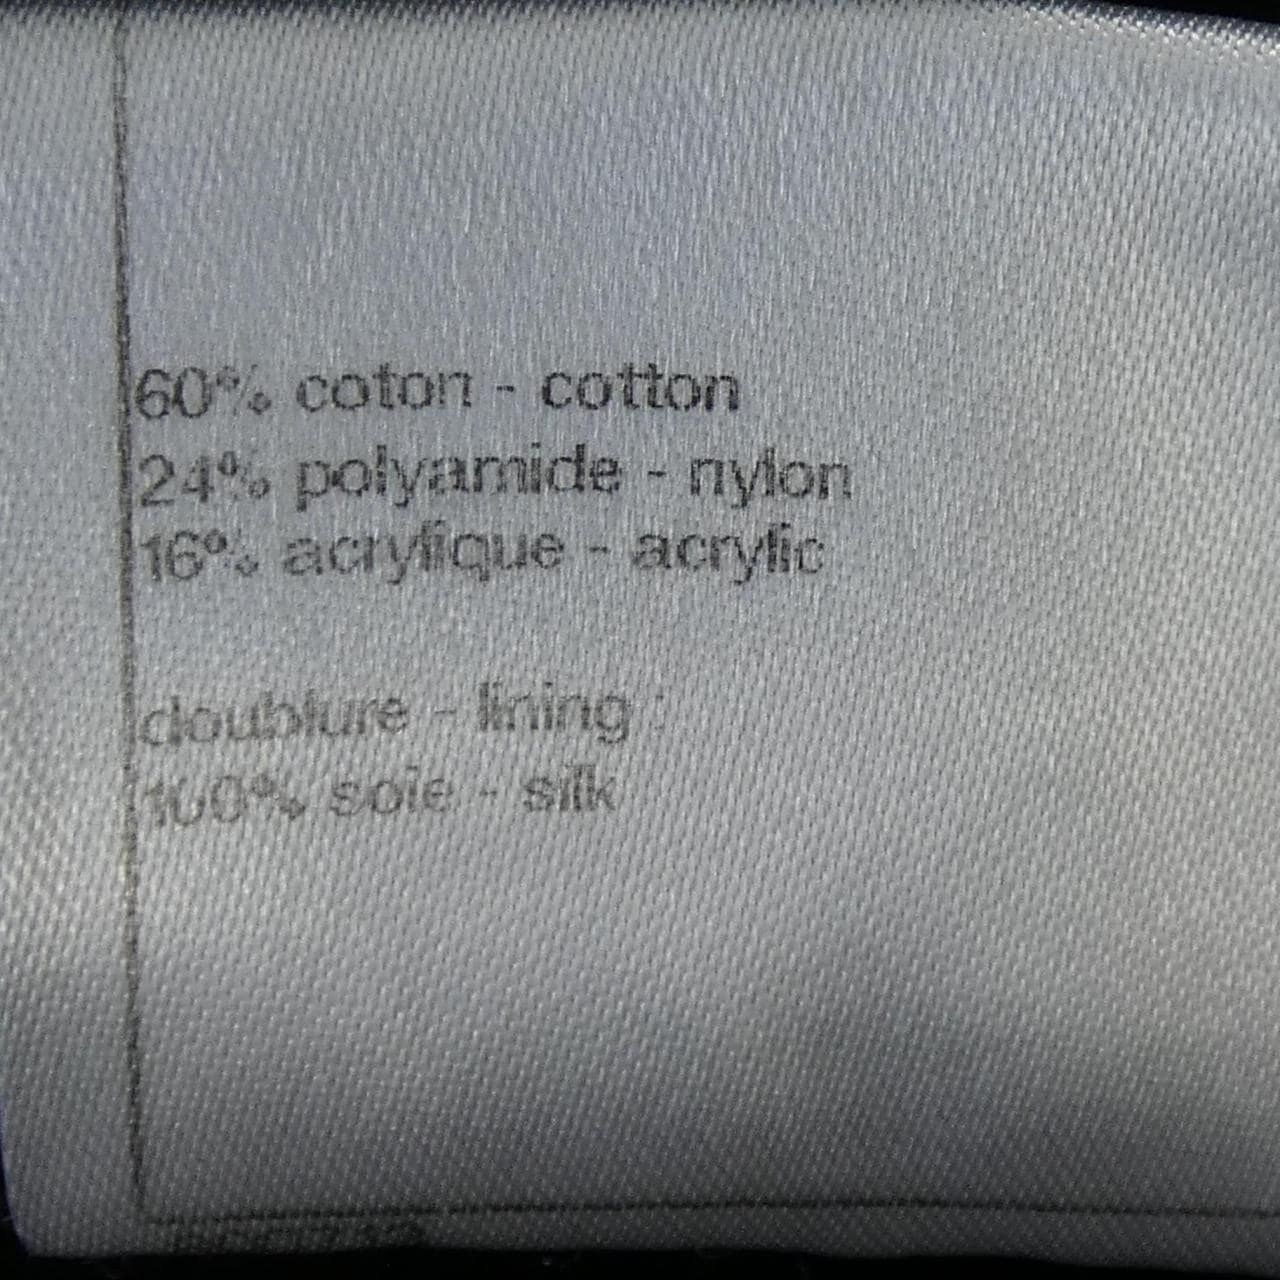 60% coton - cotton
24% polyamide - nylon
16% acrylique - acrylic
doublure - lining :
100% soie - silk